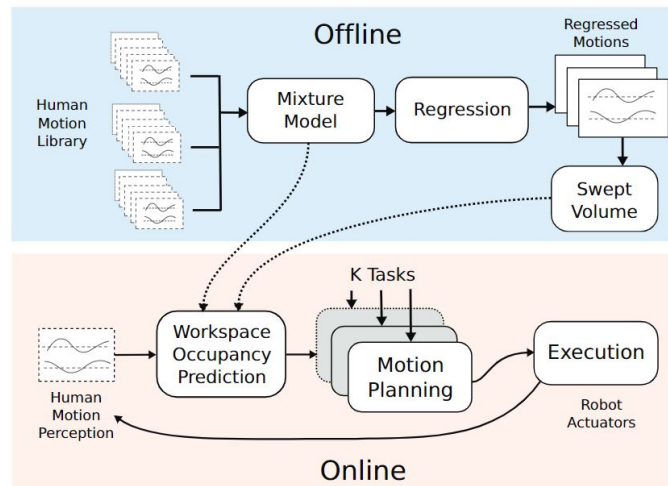 Offline
Human
Motion
Library
Mixture
Model
Regression
Regressed
Motions
Swept
Volume
K Tasks
Human
Motion
Perception
Workspace
Occupancy
Prediction
Motion
Planning
Execution
Robot
Actuators
Online